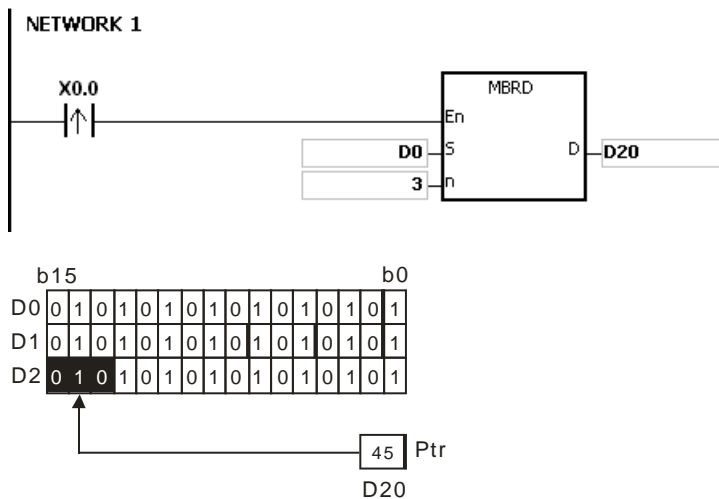 NETWORK 1
X0.0
MBRD
En
D0 S D D20
3 n
b15 b0
D0 0 1 0 1 0 1 0 1 0 1 0 1 0 1 0 1
D1 0 1 0 1 0 1 0 1 0 1 0 1 0 1 0 1
D2 0 1 0 1 0 1 0 1 0 1 0 1 0 1 0 1
45 Ptr
D20